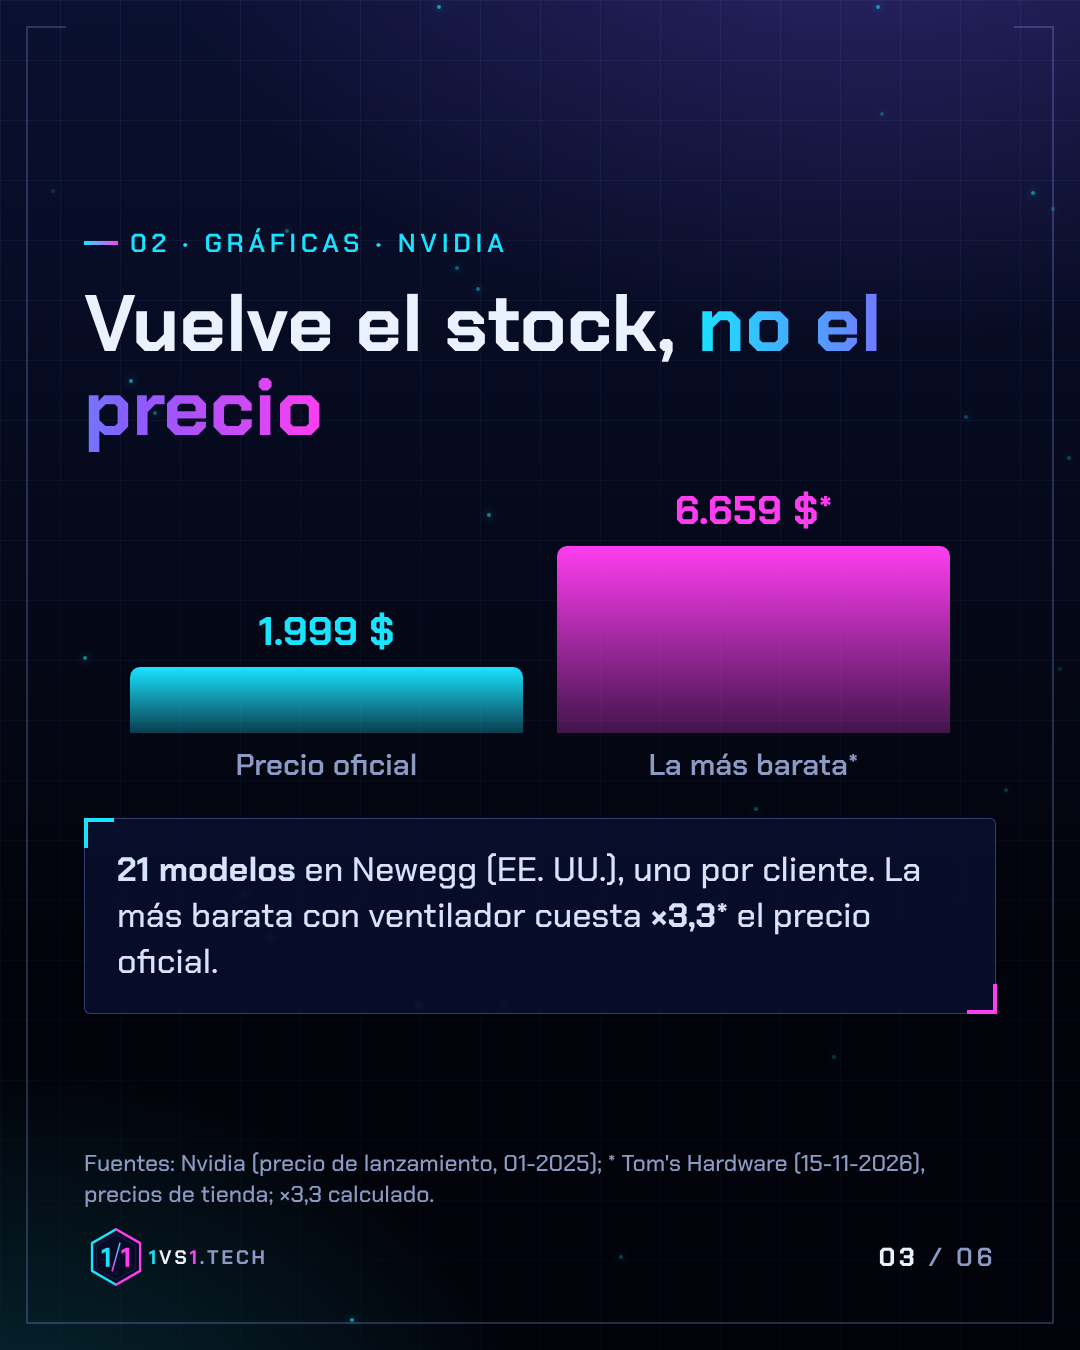 02 · GRÁFICAS · NVIDIA
Vuelve el stock, no el
precio
6.659 $*
1.999 $
Precio oficial
La más barata*
21 modelos en Newegg (EE. UU.), uno por cliente. La
más barata con ventilador cuesta ×3,3* el precio
oficial.
Fuentes: Nvidia (precio de lanzamiento, 01-2025); * Tom's Hardware (15-11-2026),
precios de tienda; ×3,3 calculado.
1/1 1VS1.TECH
03 / 06